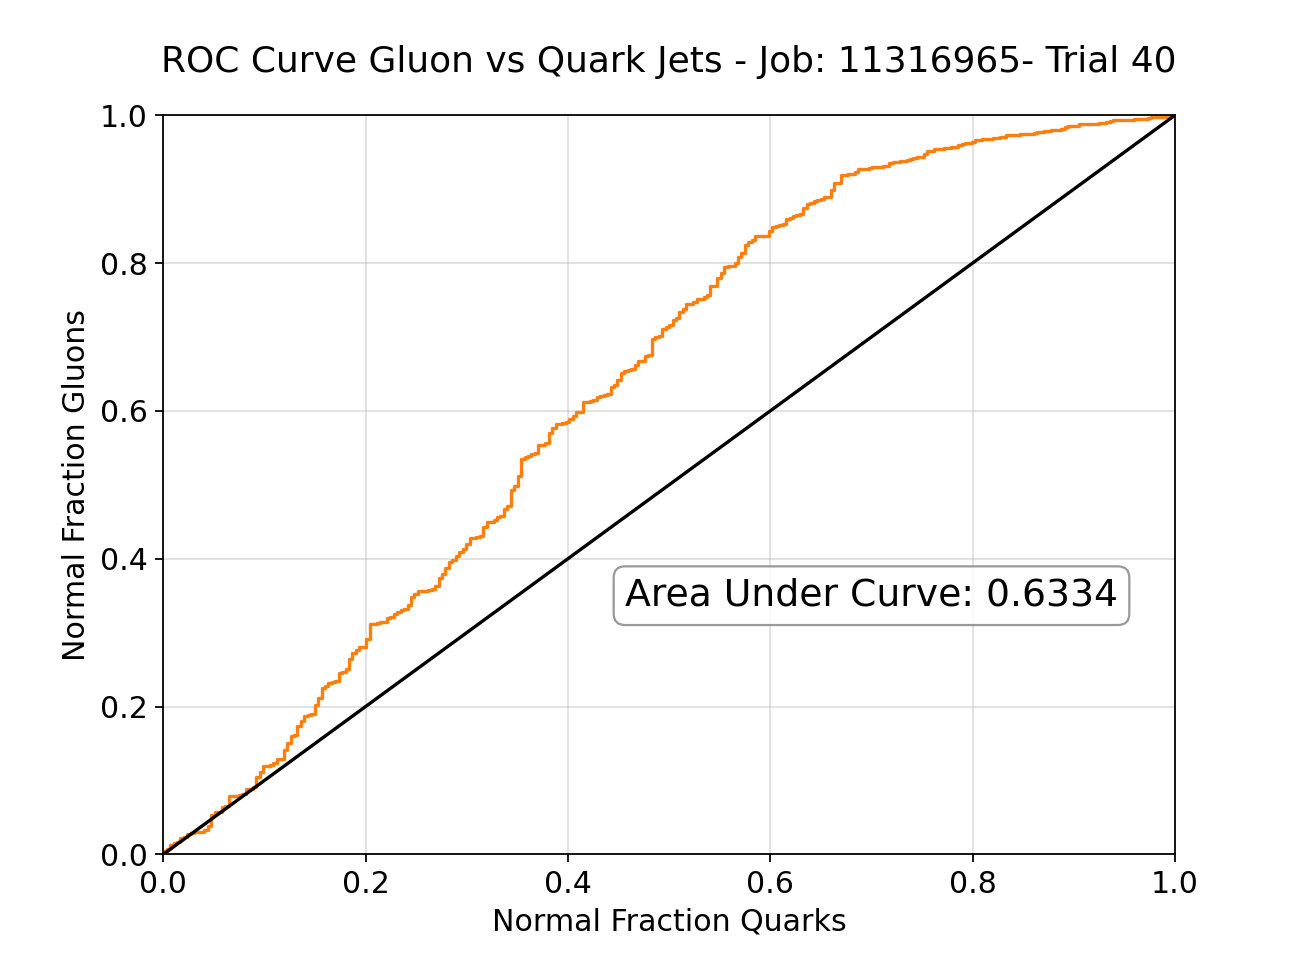 ROC Curve Gluon vs Quark Jets - Job: 11316965- Trial 40
1.0
0.8
0.6
0.4
0.2
0.0
Normal Fraction Gluons
Area Under Curve: 0.6334
0.0 0.2 0.4 0.6 0.8 1.0
Normal Fraction Quarks